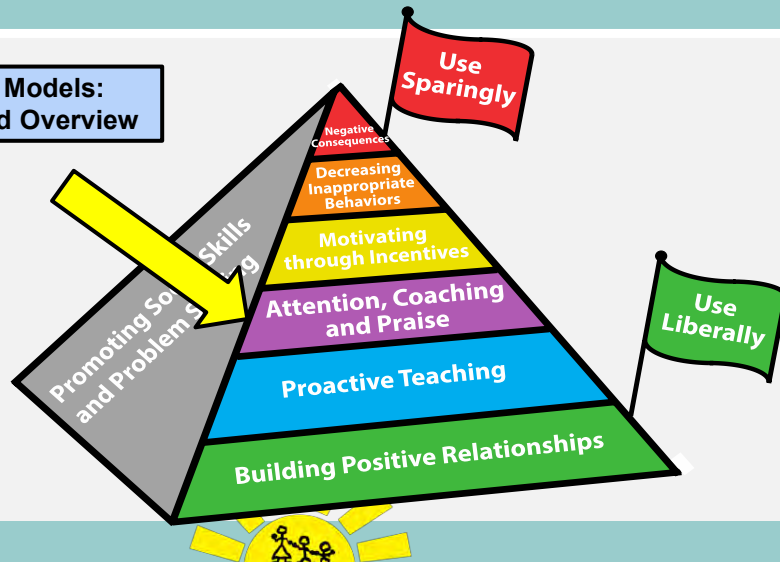 Models:
d Overview
Use
Sparingly
Negative
Consequences
Decreasing
Inappropriate
Behaviors
Motivating
through Incentives
Attention, Coaching
and Praise
Proactive Teaching
Building Positive Relationships
Promoting So Skills
and Problem S g
Use
Liberally